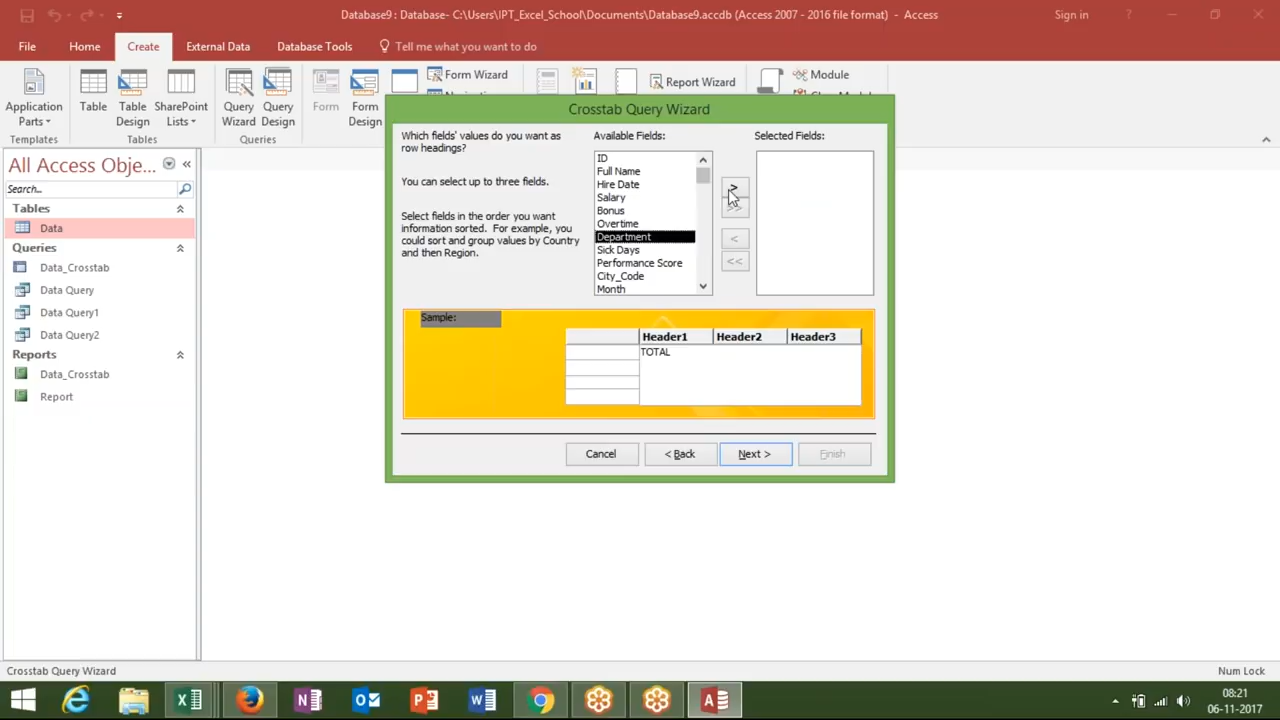 Database9 : Database- C:\Users\IPT_Excel_School\Documents\Database9.accdb (Access 2007 - 2016 file format) - Access
Sign in
?
File
Home
Create
External Data
Database Tools
Tell me what you want to do
Application
Parts
Table
Table
Design
SharePoint
Lists
Query
Wizard
Query
Design
Form
Form
Design
Form Wizard
Report Wizard
Module
Templates
Tables
Queries
All Access Obje...
Search...
Tables
Data
Queries
Data_Crosstab
Data Query
Data Query1
Data Query2
Reports
Data_Crosstab
Report
Crosstab Query Wizard
Which fields' values do you want as
row headings?
You can select up to three fields.
Select fields in the order you want
information sorted. For example, you
could sort and group values by Country
and then Region.
Available Fields:
ID
Full Name
Hire Date
Salary
Bonus
Overtime
Department
Sick Days
Performance Score
City_Code
Month
>
>>
<
<<
Selected Fields:
Sample:
Header1
Header2
Header3
TOTAL
Cancel
< Back
Next >
Finish
Crosstab Query Wizard
Num Lock
08:21
06-11-2017